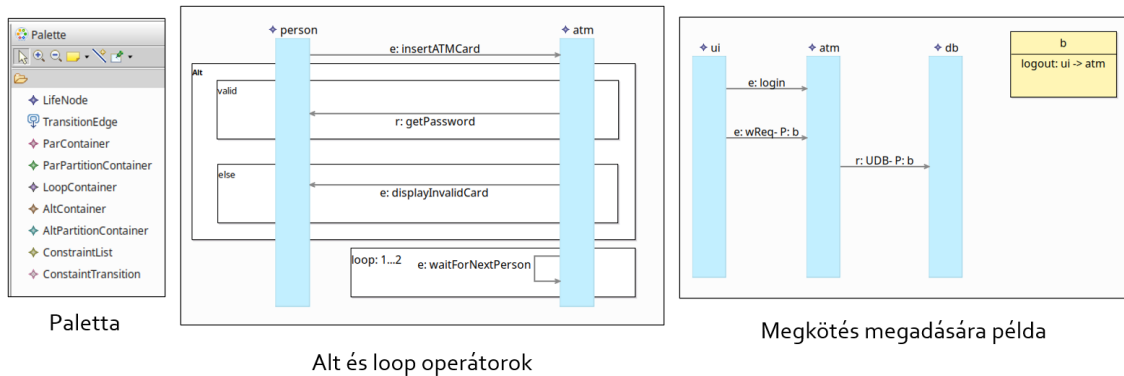 Palette
LifeNode
TransitionEdge
ParContainer
ParPartitionContainer
LoopContainer
AltContainer
AltPartitionContainer
ConstraintList
ConstaintTransition
Paletta
person
atm
e: insertATMCard
Alt
valid
r: getPassword
else
e: displayInvalidCard
loop: 1...2
e: waitForNextPerson
Alt és loop operátorok
ui
atm
db
b
logout: ui -> atm
e: login
e: wReq- P: b
r: UDB- P: b
Megkötés megadására példa